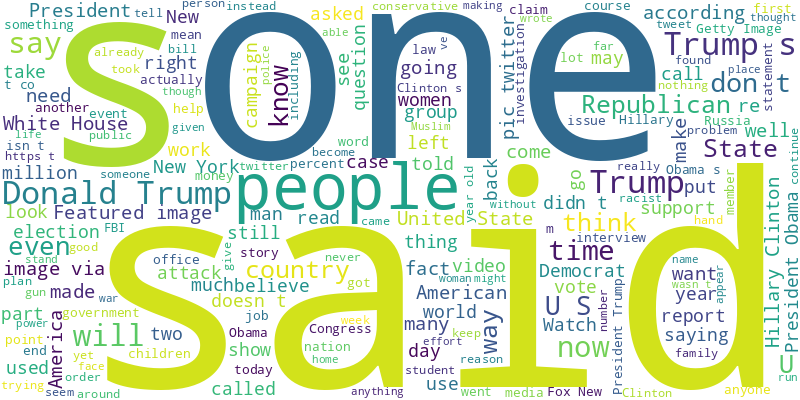 President
person
instead
conservative
making
course
first
s
one
something
tell
New
asked
according
claim
wrote
tweet
thought
say
already
mean
bill
right
actually
took
though
campaign
police
know
including
question
see
able
law
ve
going
Clinton s
women
group
pic twitter
investigation
lot
far
may
call
Getty Image
Trump s
found
place
statement
nothing
don t
take
t co
need
another
event
help
White House
given
public
work
isn t
life
https t
someone
million
New York
twitter
money
percent
become
word
case
Muslim
left
told
come
issue
Hillary
Russia
Republican
re
make
problem
well
State
continue
Donald Trump
people
back
year old
without
didn t
go
really
racist
Trump
Obama s
put
support
member
look
Featured image
man
read
came
United State
m
interview
think
hand
election
FBI
still
thing
even
good
stand
said
time
Hillary Clinton
President Obama
image via
office
attack
give
story
never
fact
video
woman
might
Democrat
want
name
wasn t
plan
gun
made
country
much
believe
got
American
vote
year
appear
part
war
government
doesn t
job
Obama
Congress
week
world
many
way
U S
Watch
number
President Trump
report
saying
America
power
point
will
two
nation
effort
keep
now
family
end
yet
children
show
home
day
reason
U
used
face
order
today
student
use
trying
seem
around
called
anything
went
media
Fox New
Clinton
anyone
run